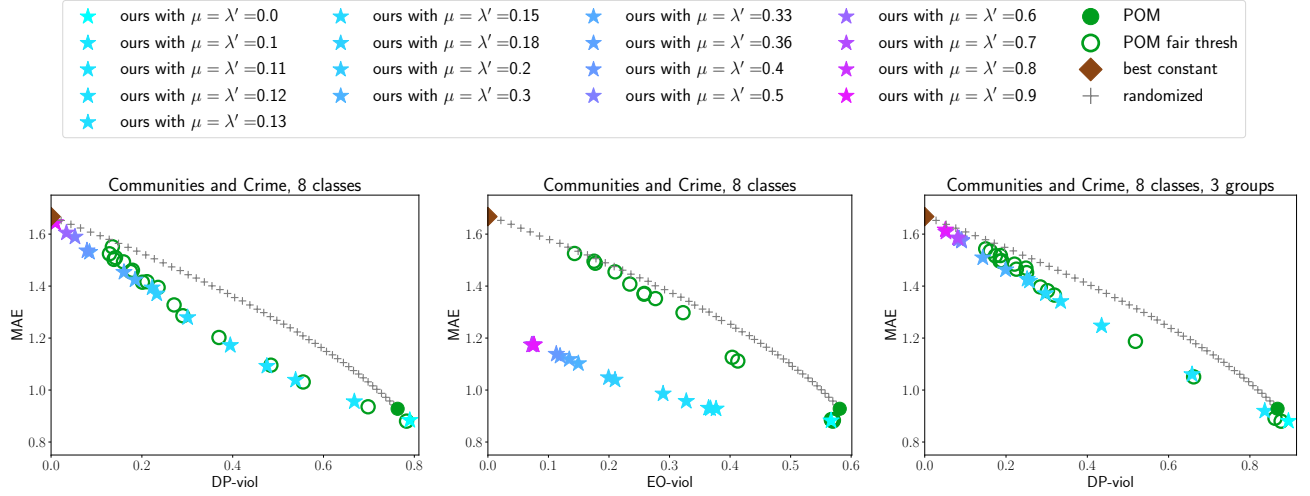 ours with μ = λ′=0.0
ours with μ = λ′=0.1
ours with μ = λ′=0.11
ours with μ = λ′=0.12
ours with μ = λ′=0.13
ours with μ = λ′=0.15
ours with μ = λ′=0.18
ours with μ = λ′=0.2
ours with μ = λ′=0.3
ours with μ = λ′=0.33
ours with μ = λ′=0.36
ours with μ = λ′=0.4
ours with μ = λ′=0.5
ours with μ = λ′=0.6
ours with μ = λ′=0.7
ours with μ = λ′=0.8
ours with μ = λ′=0.9
POM
POM fair thresh
best constant
randomized
Communities and Crime, 8 classes
MAE
1.6
1.4
1.2
1.0
0.8
0.0 0.2 0.4 0.6 0.8
DP-viol
Communities and Crime, 8 classes
MAE
1.6
1.4
1.2
1.0
0.8
0.0 0.1 0.2 0.3 0.4 0.5 0.6
EO-viol
Communities and Crime, 8 classes, 3 groups
MAE
1.6
1.4
1.2
1.0
0.8
0.0 0.2 0.4 0.6 0.8
DP-viol